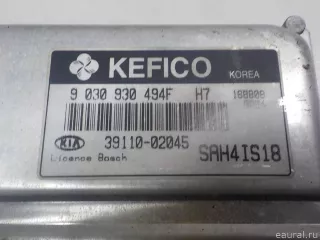 KEFICO
KOREA
9 030 930 494F H7
KIA 39110-02045
Licence Bosch SAH4IS18
eaural.ru